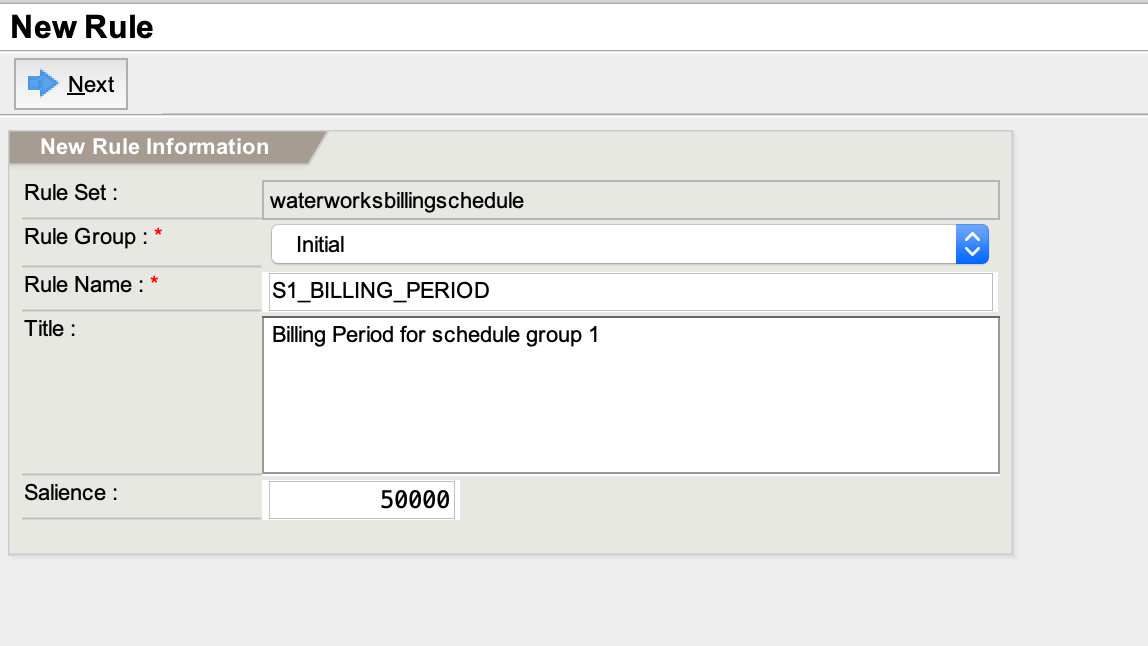 New Rule
Next
New Rule Information
Rule Set :
waterworksbillingschedule
Rule Group : *
Initial
Rule Name : *
S1_BILLING_PERIOD
Title :
Billing Period for schedule group 1
Salience :
50000